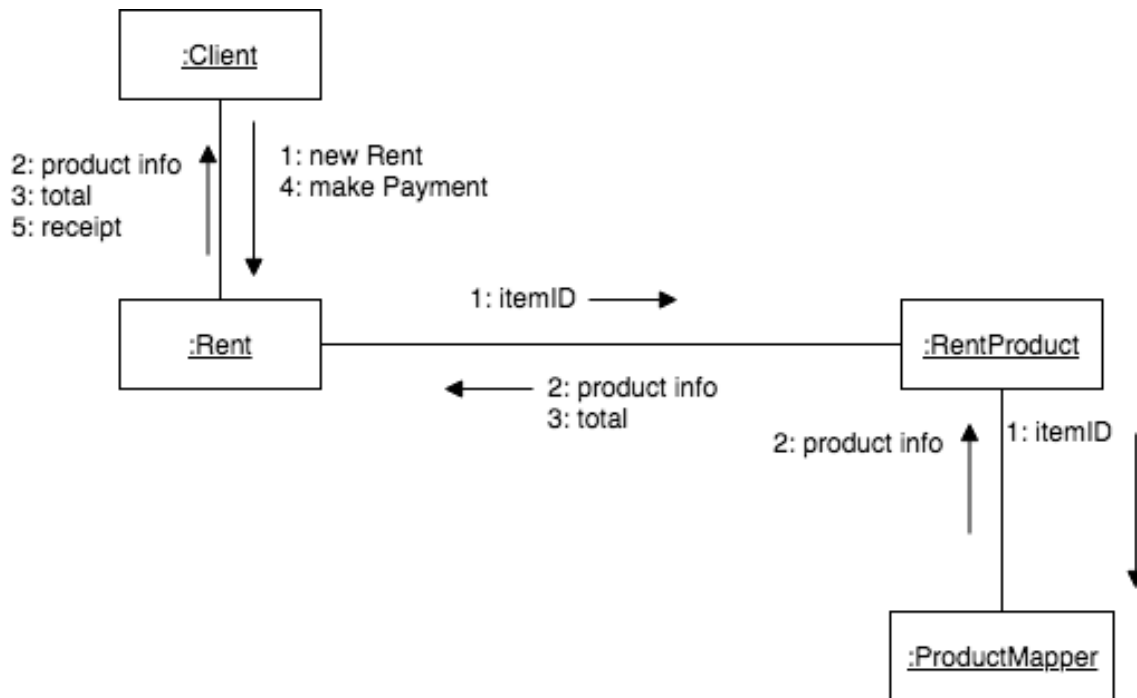 :Client
2: product info
3: total
5: receipt
1: new Rent
4: make Payment
1: itemID
:Rent
:RentProduct
2: product info
3: total
2: product info
1: itemID
:ProductMapper